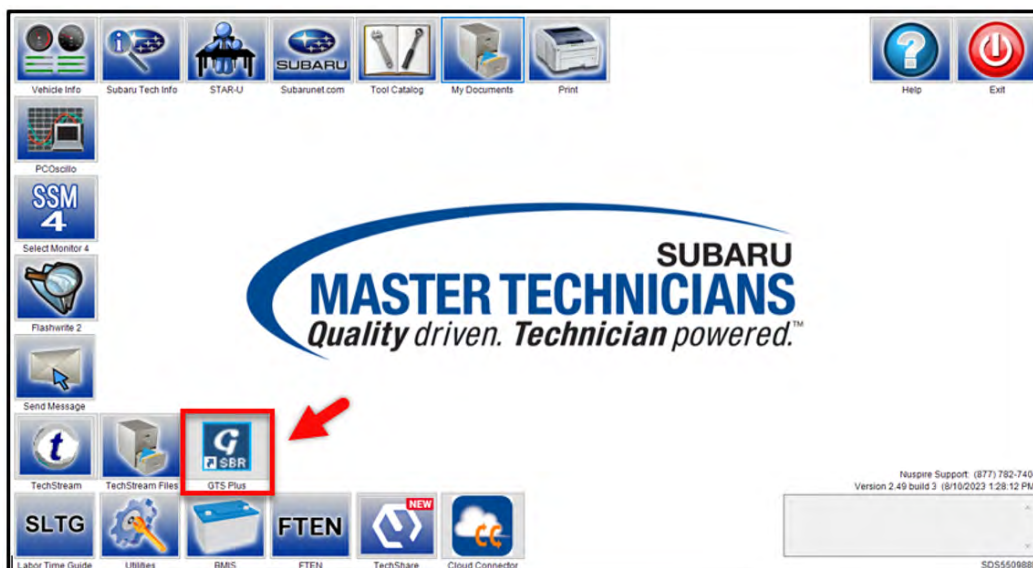 SUBARU
Vehicle Info
Subaru Tech Info
STAR-U
Subarunet.com
Tool Catalog
My Documents
Print
Help
Exit
PCOscillo
SSM
4
Select Monitor 4
Flashwrite 2
Send Message
SUBARU
MASTER TECHNICIANS
Quality driven. Technician powered.™
t
G
SBR
TechStream
TechStream Files
GTS Plus
Nuspire Support: (877) 782-740
Version 2.49 build 3 (8/10/2023 1:28:12 PM
SLTG
FTEN
NEW
Labor Time Guide
Utilities
BMIS
FTEN
TechShare
Cloud Connector
SDS550988